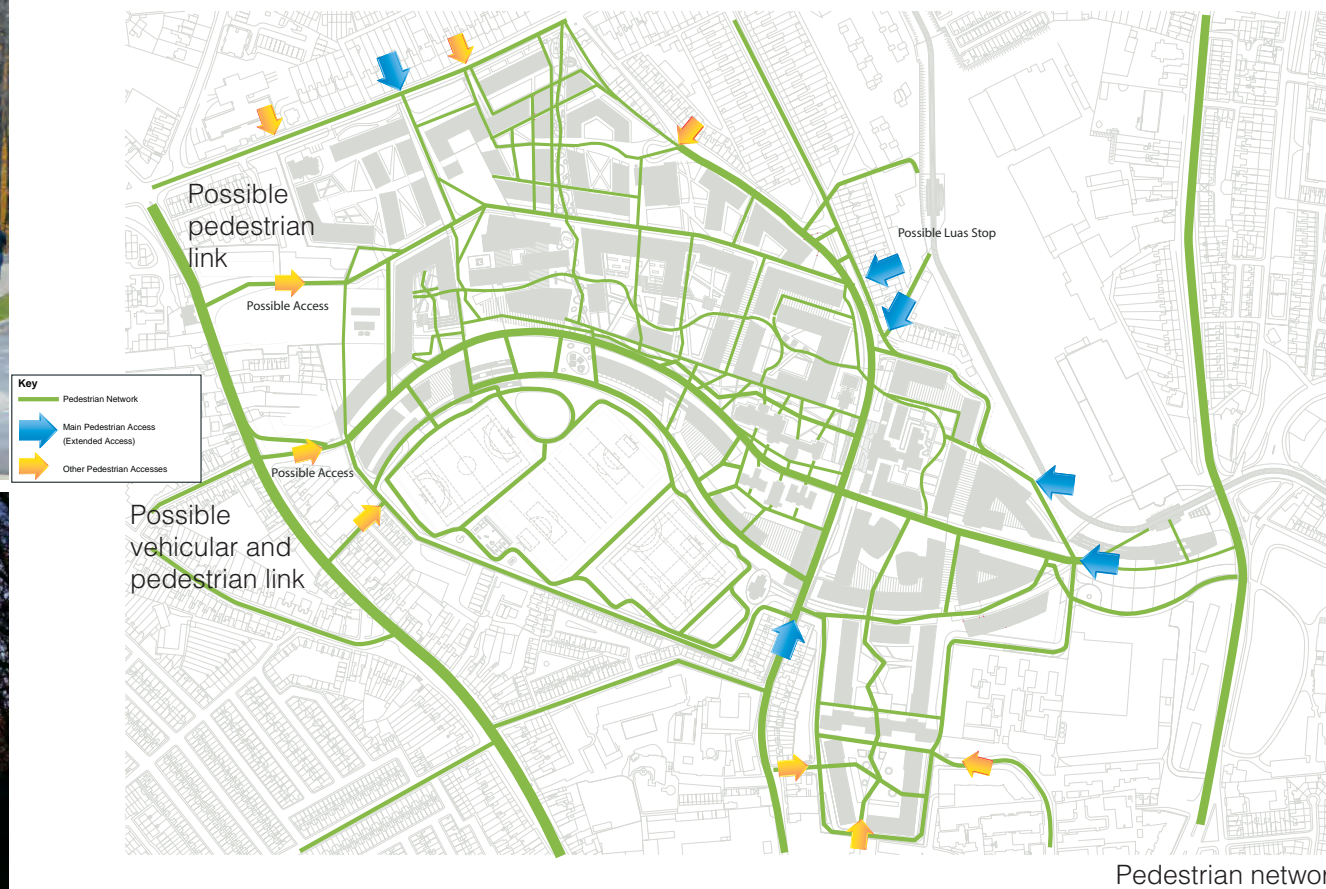 Possible
pedestrian
link
Possible Luas Stop
Possible Access
Key
Pedestrian Network
Main Pedestrian Access
(Extended Access)
Other Pedestrian Accesses
Possible Access
Possible
vehicular and
pedestrian link
Pedestrian networ